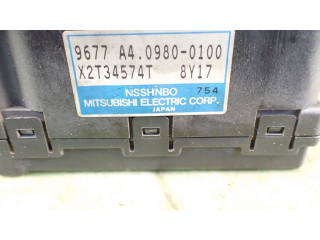 9677 A4.0980-0100
X2T34574T 8Y17
NSSHNBO 754
MITSUBISHI ELECTRIC CORP.
JAPAN